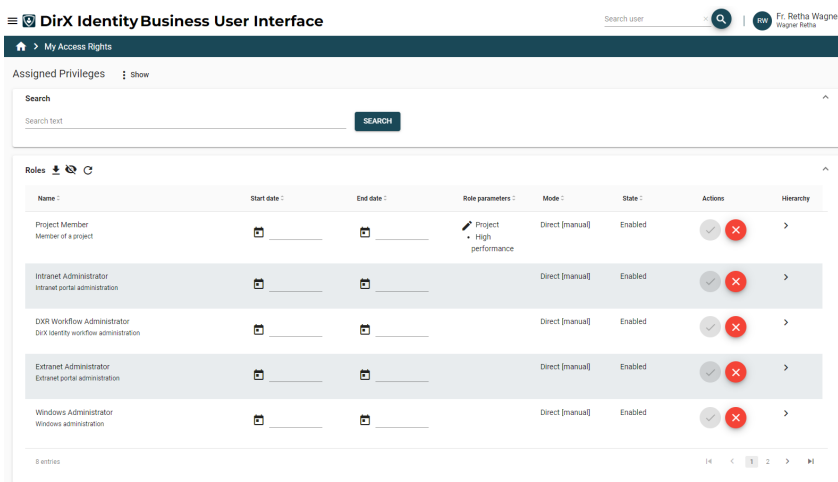 DirX Identity Business User Interface
Search user
RW
Fr. Retha Wagne
Wagner Retha
My Access Rights
Assigned Privileges
Show
Search
Search text
SEARCH
Roles
Name Start date End date Role parameters Mode State Actions Hierarchy
Project Member
Member of a project
Project
High
performance
Direct [manual] Enabled
Intranet Administrator
Intranet portal administration
Direct [manual] Enabled
DXR Workflow Administrator
DirX Identity workflow administration
Direct [manual] Enabled
Extranet Administrator
Extranet portal administration
Direct [manual] Enabled
Windows Administrator
Windows administration
Direct [manual] Enabled
8 entries
1 2